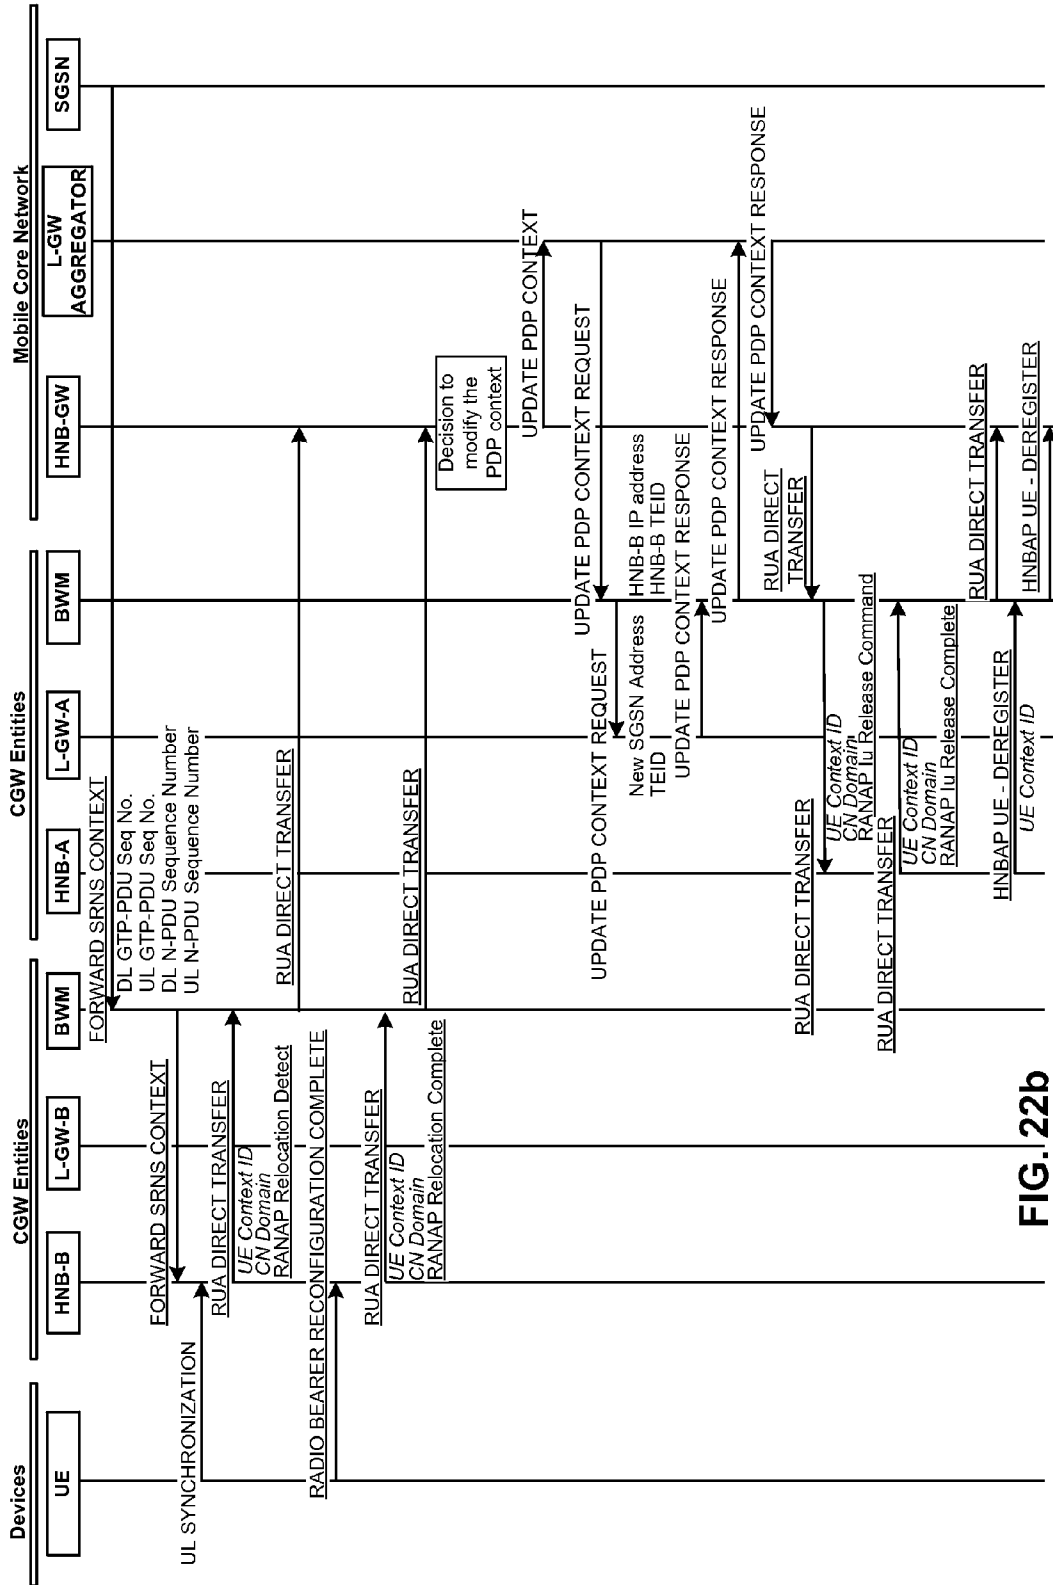 Devices
CGW Entities
CGW Entities
Mobile Core Network
UE
HNB-B
L-GW-B
BWM
HNB-A
L-GW-A
BWM
HNB-GW
L-GW
AGGREGATOR
SGSN
FORWARD SRNS CONTEXT
DL GTP-PDU Seq No.
UL GTP-PDU Seq No.
DL N-PDU Sequence Number
UL N-PDU Sequence Number
FORWARD SRNS CONTEXT
UL SYNCHRONIZATION
RUA DIRECT TRANSFER
UE Context ID
CN Domain
RANAP Relocation Detect
RUA DIRECT TRANSFER
RADIO BEARER RECONFIGURATION COMPLETE
RUA DIRECT TRANSFER
UE Context ID
CN Domain
RANAP Relocation Complete
RUA DIRECT TRANSFER
Decision to
modify the
PDP context
UPDATE PDP CONTEXT
UPDATE PDP CONTEXT REQUEST
UPDATE PDP CONTEXT REQUEST
New SGSN Address
TEID
HNB-B IP address
HNB-B TEID
UPDATE PDP CONTEXT RESPONSE
UPDATE PDP CONTEXT RESPONSE
UPDATE PDP CONTEXT RESPONSE
RUA DIRECT
TRANSFER
RUA DIRECT TRANSFER
UE Context ID
CN Domain
RANAP Iu Release Command
RUA DIRECT TRANSFER
UE Context ID
CN Domain
RANAP Iu Release Complete
RUA DIRECT TRANSFER
HNBAP UE - DEREGISTER
UE Context ID
HNBAP UE - DEREGISTER
FIG. 22b